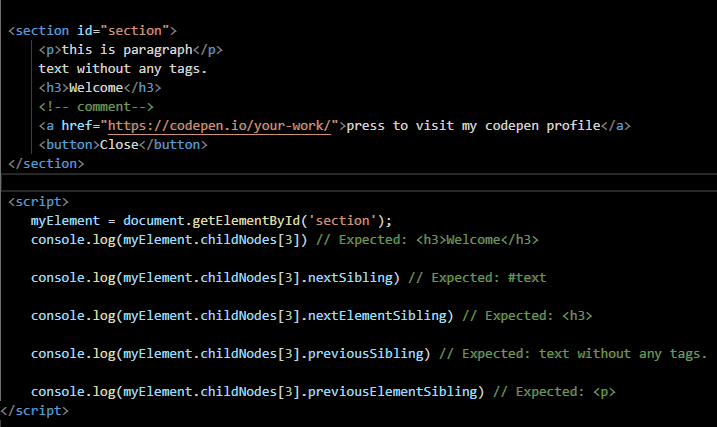 <section id="section">
<p>this is paragraph</p>
text without any tags.
<h3>Welcome</h3>
<!-- comment-->
<a href="https://codepen.io/your-work/">press to visit my codepen profile</a>
<button>Close</button>
</section>
<script>
myElement = document.getElementById('section');
console.log(myElement.childNodes[3]) // Expected: <h3>Welcome</h3>
console.log(myElement.childNodes[3].nextSibling) // Expected: #text
console.log(myElement.childNodes[3].nextElementSibling) // Expected: <h3>
console.log(myElement.childNodes[3].previousSibling) // Expected: text without any tags.
console.log(myElement.childNodes[3].previousElementSibling) // Expected: <p>
</script>